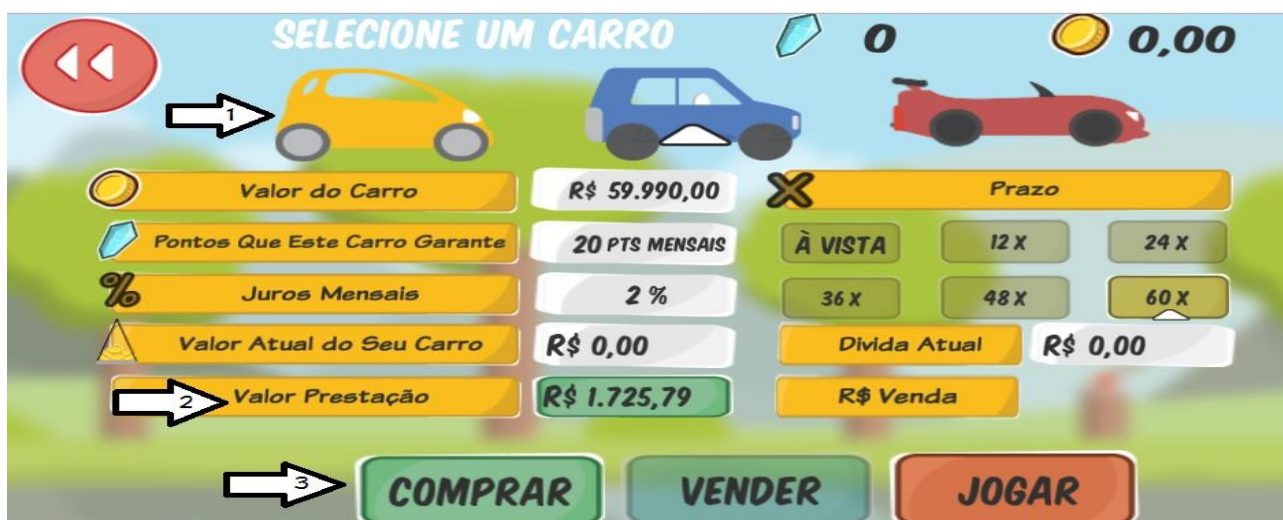 SELECIONE UM CARRO 0 0,00
1
Valor do Carro R$ 59.990,00 Prazo
Pontos Que Este Carro Garante 20 PTS MENSAIS À VISTA 12 X 24 X
% Juros Mensais 2 % 36 X 48 X 60 X
Valor Atual do Seu Carro R$ 0,00 Divida Atual R$ 0,00
2 Valor Prestação R$ 1.725,79 R$ Venda
3 COMPRAR VENDER JOGAR